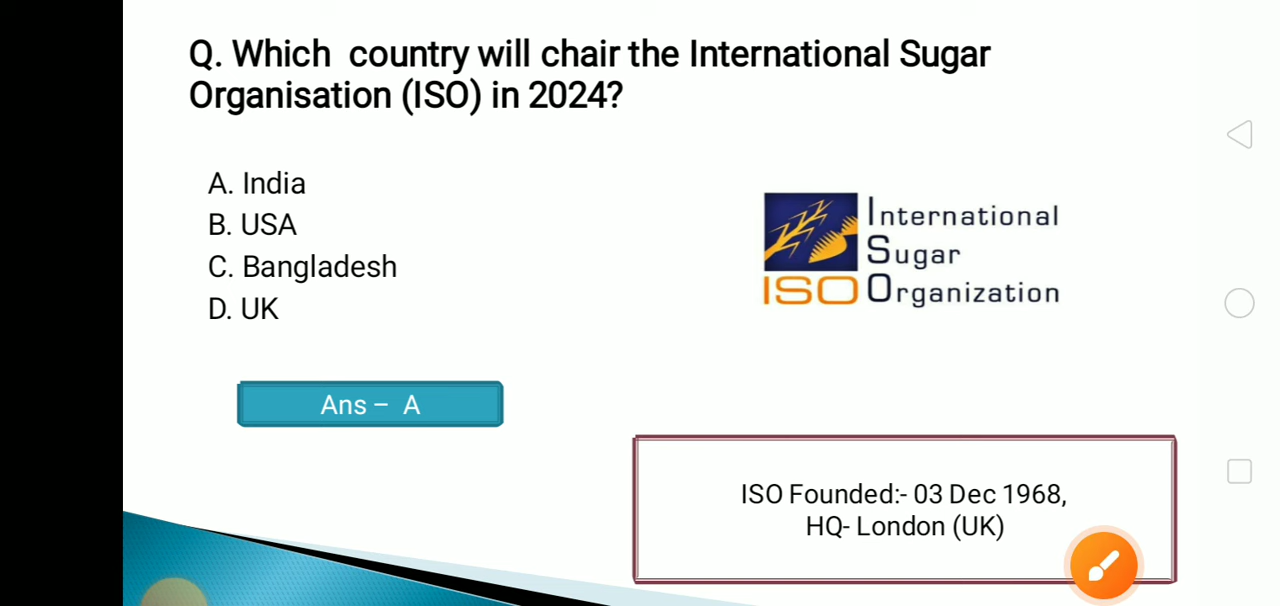 Q. Which country will chair the International Sugar
Organisation (ISO) in 2024?
A. India
B. USA
C. Bangladesh
D. UK
International
Sugar
ISO Organization
Ans – A
ISO Founded:- 03 Dec 1968,
HQ- London (UK)